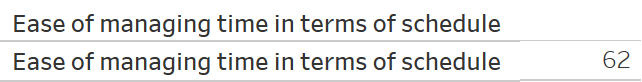 Ease of managing time in terms of schedule
Ease of managing time in terms of schedule 62